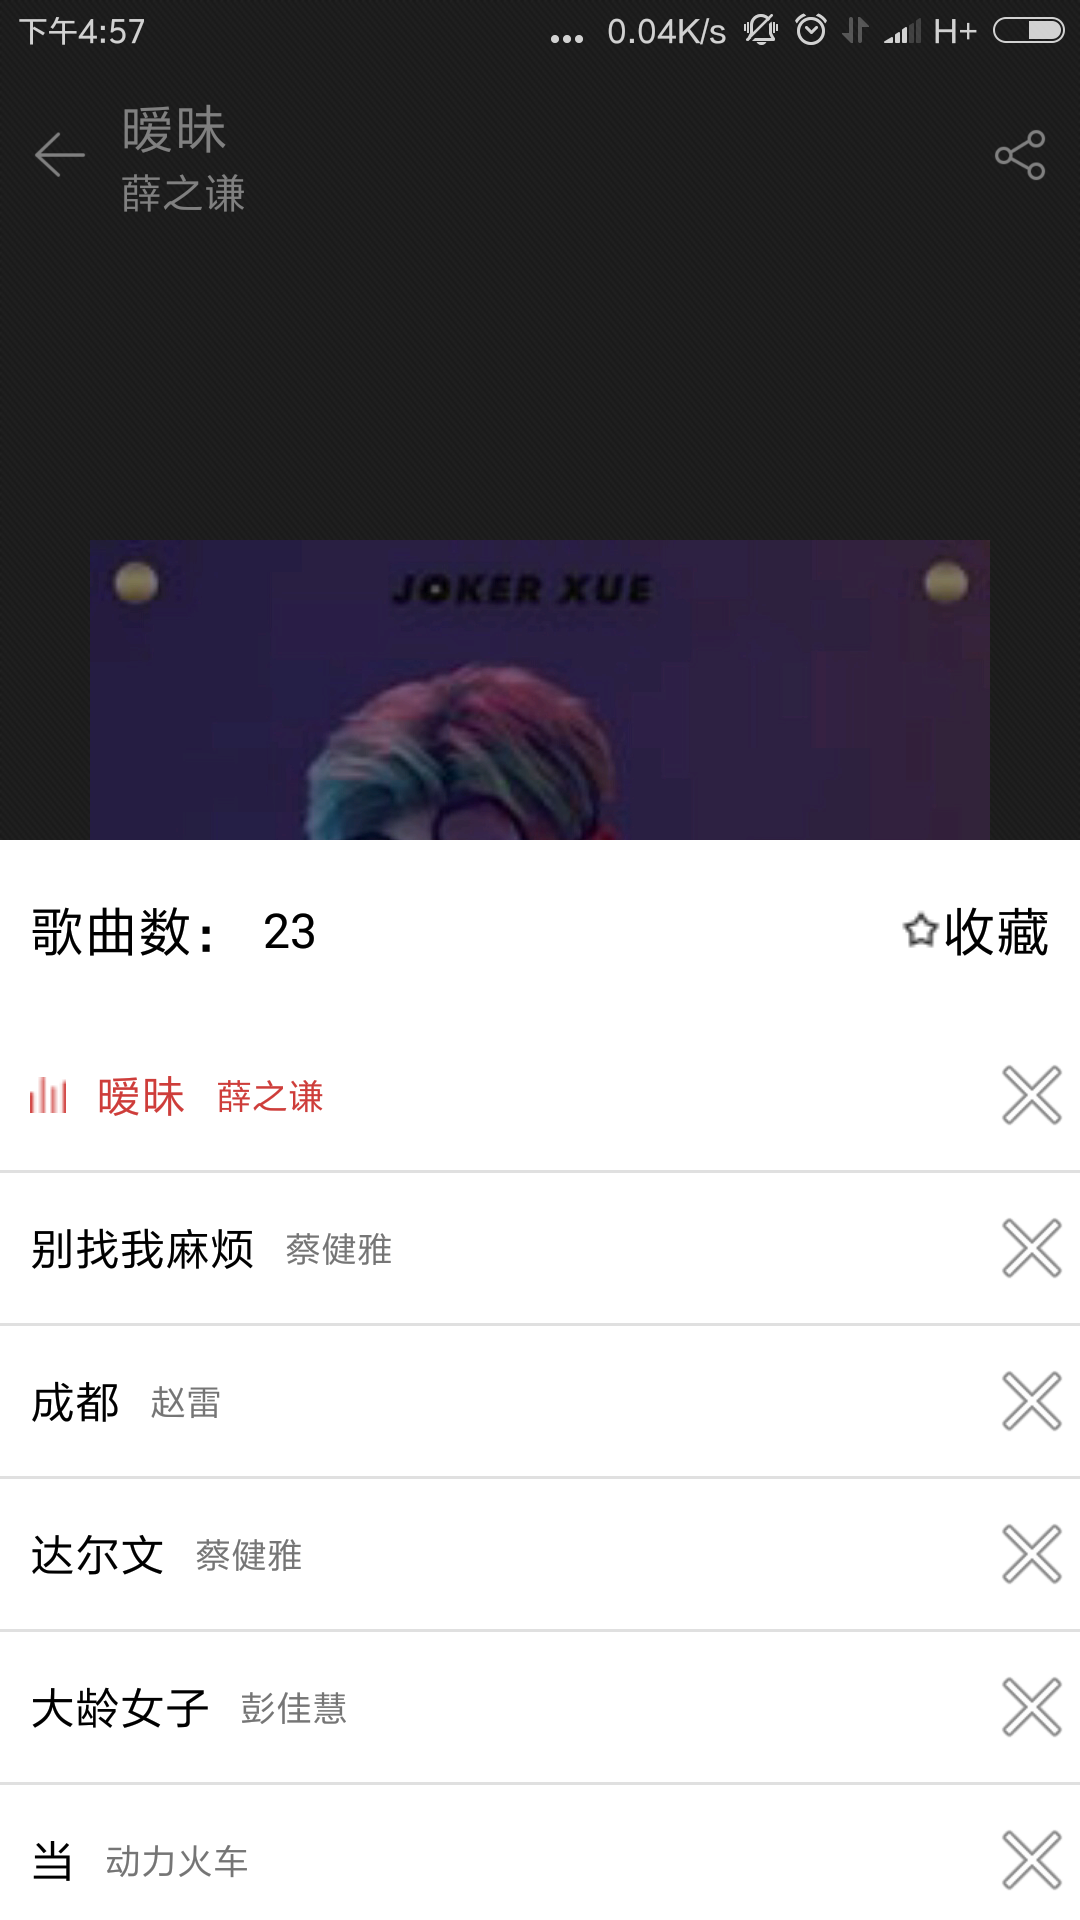 下午4:57 ... 0.04K/s H+
暧昧
薛之谦
JOKER XUE
歌曲数： 23 收藏
暧昧 薛之谦
别找我麻烦 蔡健雅
成都 赵雷
达尔文 蔡健雅
大龄女子 彭佳慧
当 动力火车